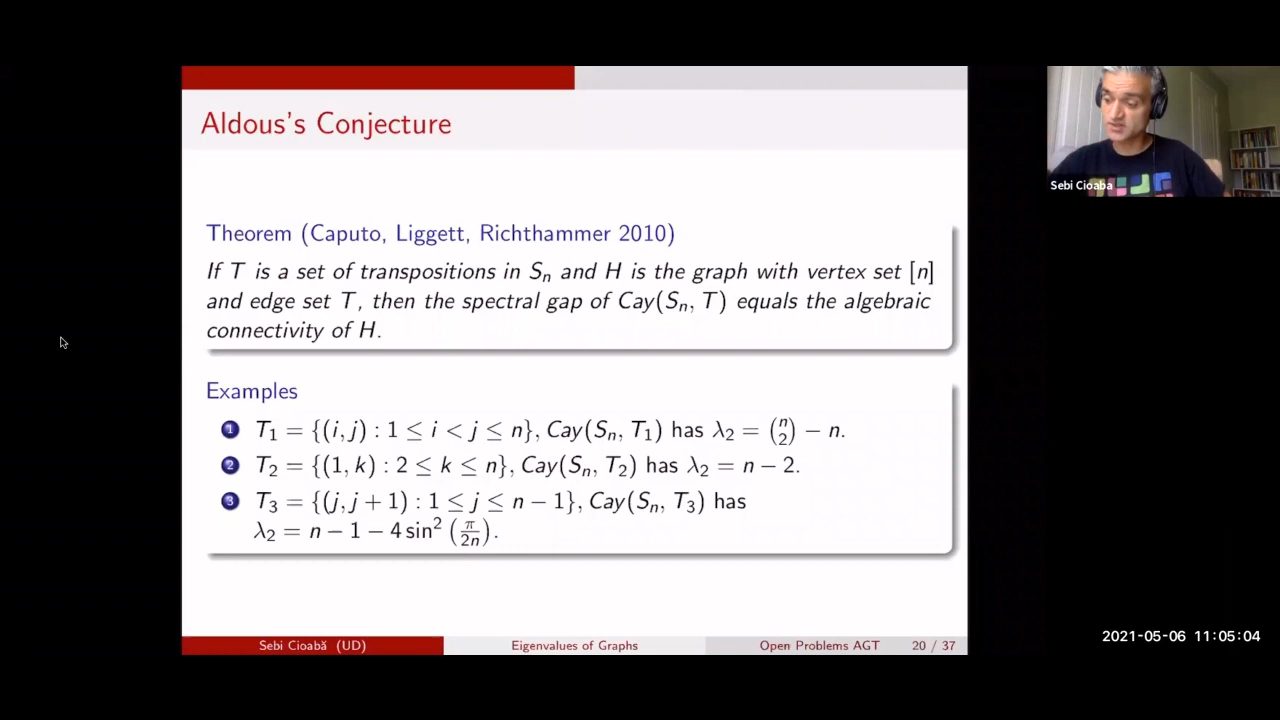 Aldous's Conjecture
Theorem (Caputo, Liggett, Richthammer 2010)
If T is a set of transpositions in Sₙ and H is the graph with vertex set [n]
and edge set T, then the spectral gap of Cay(Sₙ, T) equals the algebraic
connectivity of H.
Examples
1 T₁ = {(i, j) : 1 ≤ i < j ≤ n}, Cay(Sₙ, T₁) has λ₂ = (n 2) − n.
2 T₂ = {(1, k) : 2 ≤ k ≤ n}, Cay(Sₙ, T₂) has λ₂ = n − 2.
3 T₃ = {(j, j + 1) : 1 ≤ j ≤ n − 1}, Cay(Sₙ, T₃) has
λ₂ = n − 1 − 4 sin² (π/2n).
Sebi Cioabă (UD) Eigenvalues of Graphs Open Problems AGT 20 / 37
Sebi Cioaba
2021-05-06 11:05:04